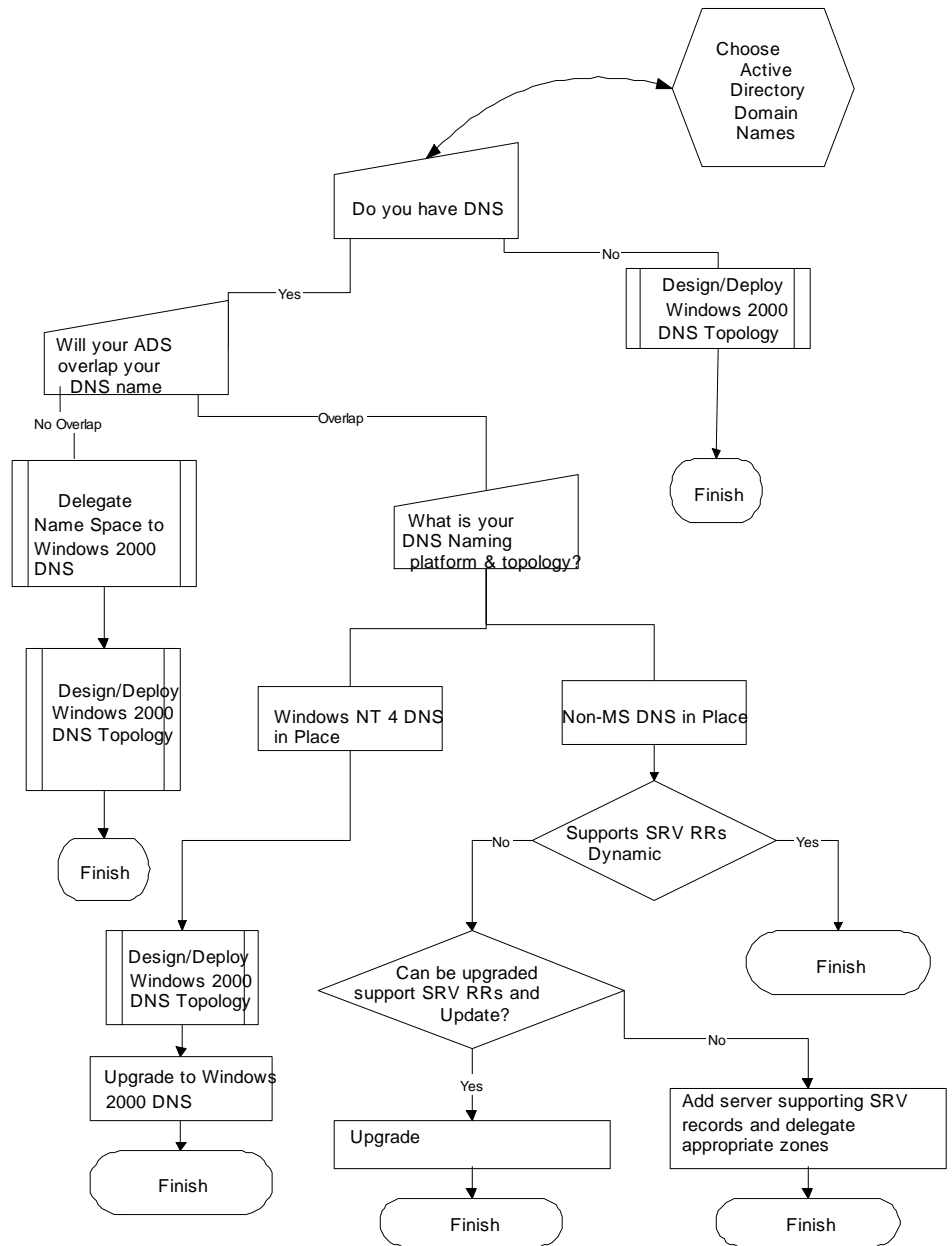 Choose
Active
Directory
Domain
Names
Do you have DNS
No
Yes
Design/Deploy
Windows 2000
DNS Topology
Will your ADS
overlap your
DNS name
No Overlap
Overlap
Finish
Delegate
Name Space to
Windows 2000
DNS
What is your
DNS Naming
platform & topology?
Design/Deploy
Windows 2000
DNS Topology
Windows NT 4 DNS
in Place
Non-MS DNS in Place
Finish
Supports SRV RRs
Dynamic
No
Yes
Design/Deploy
Windows 2000
DNS Topology
Can be upgraded
support SRV RRs and
Update?
Finish
No
Yes
Upgrade to Windows
2000 DNS
Upgrade
Add server supporting SRV
records and delegate
appropriate zones
Finish
Finish
Finish